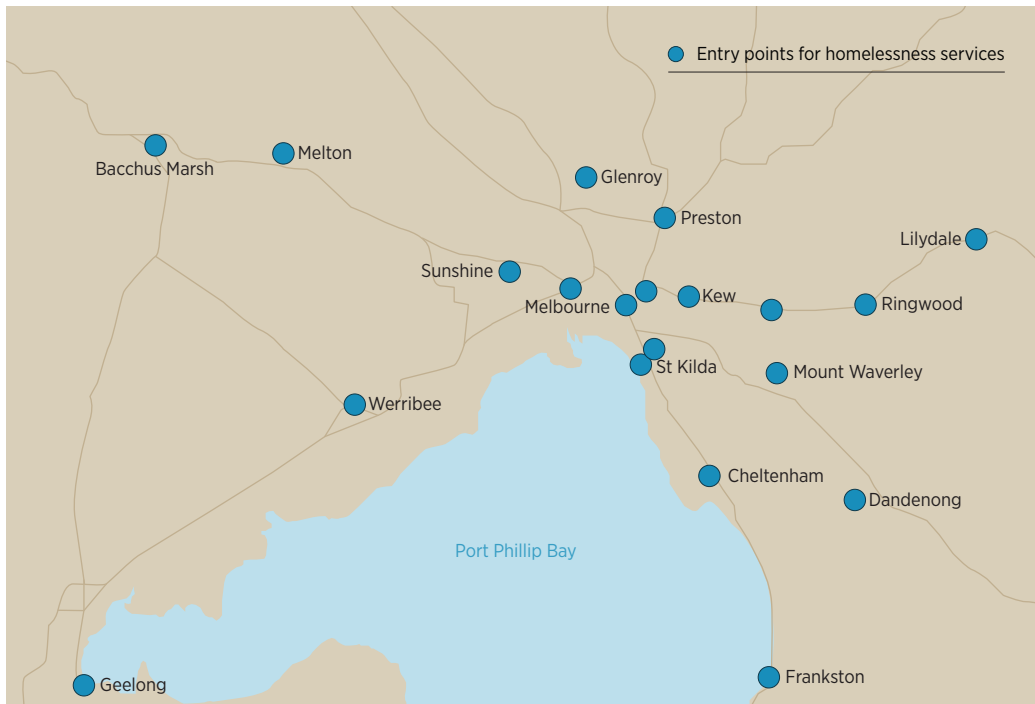 Entry points for homelessness services
Bacchus Marsh
Melton
Glenroy
Preston
Lilydale
Sunshine
Melbourne
Kew
Ringwood
St Kilda
Mount Waverley
Werribee
Cheltenham
Dandenong
Port Phillip Bay
Geelong
Frankston